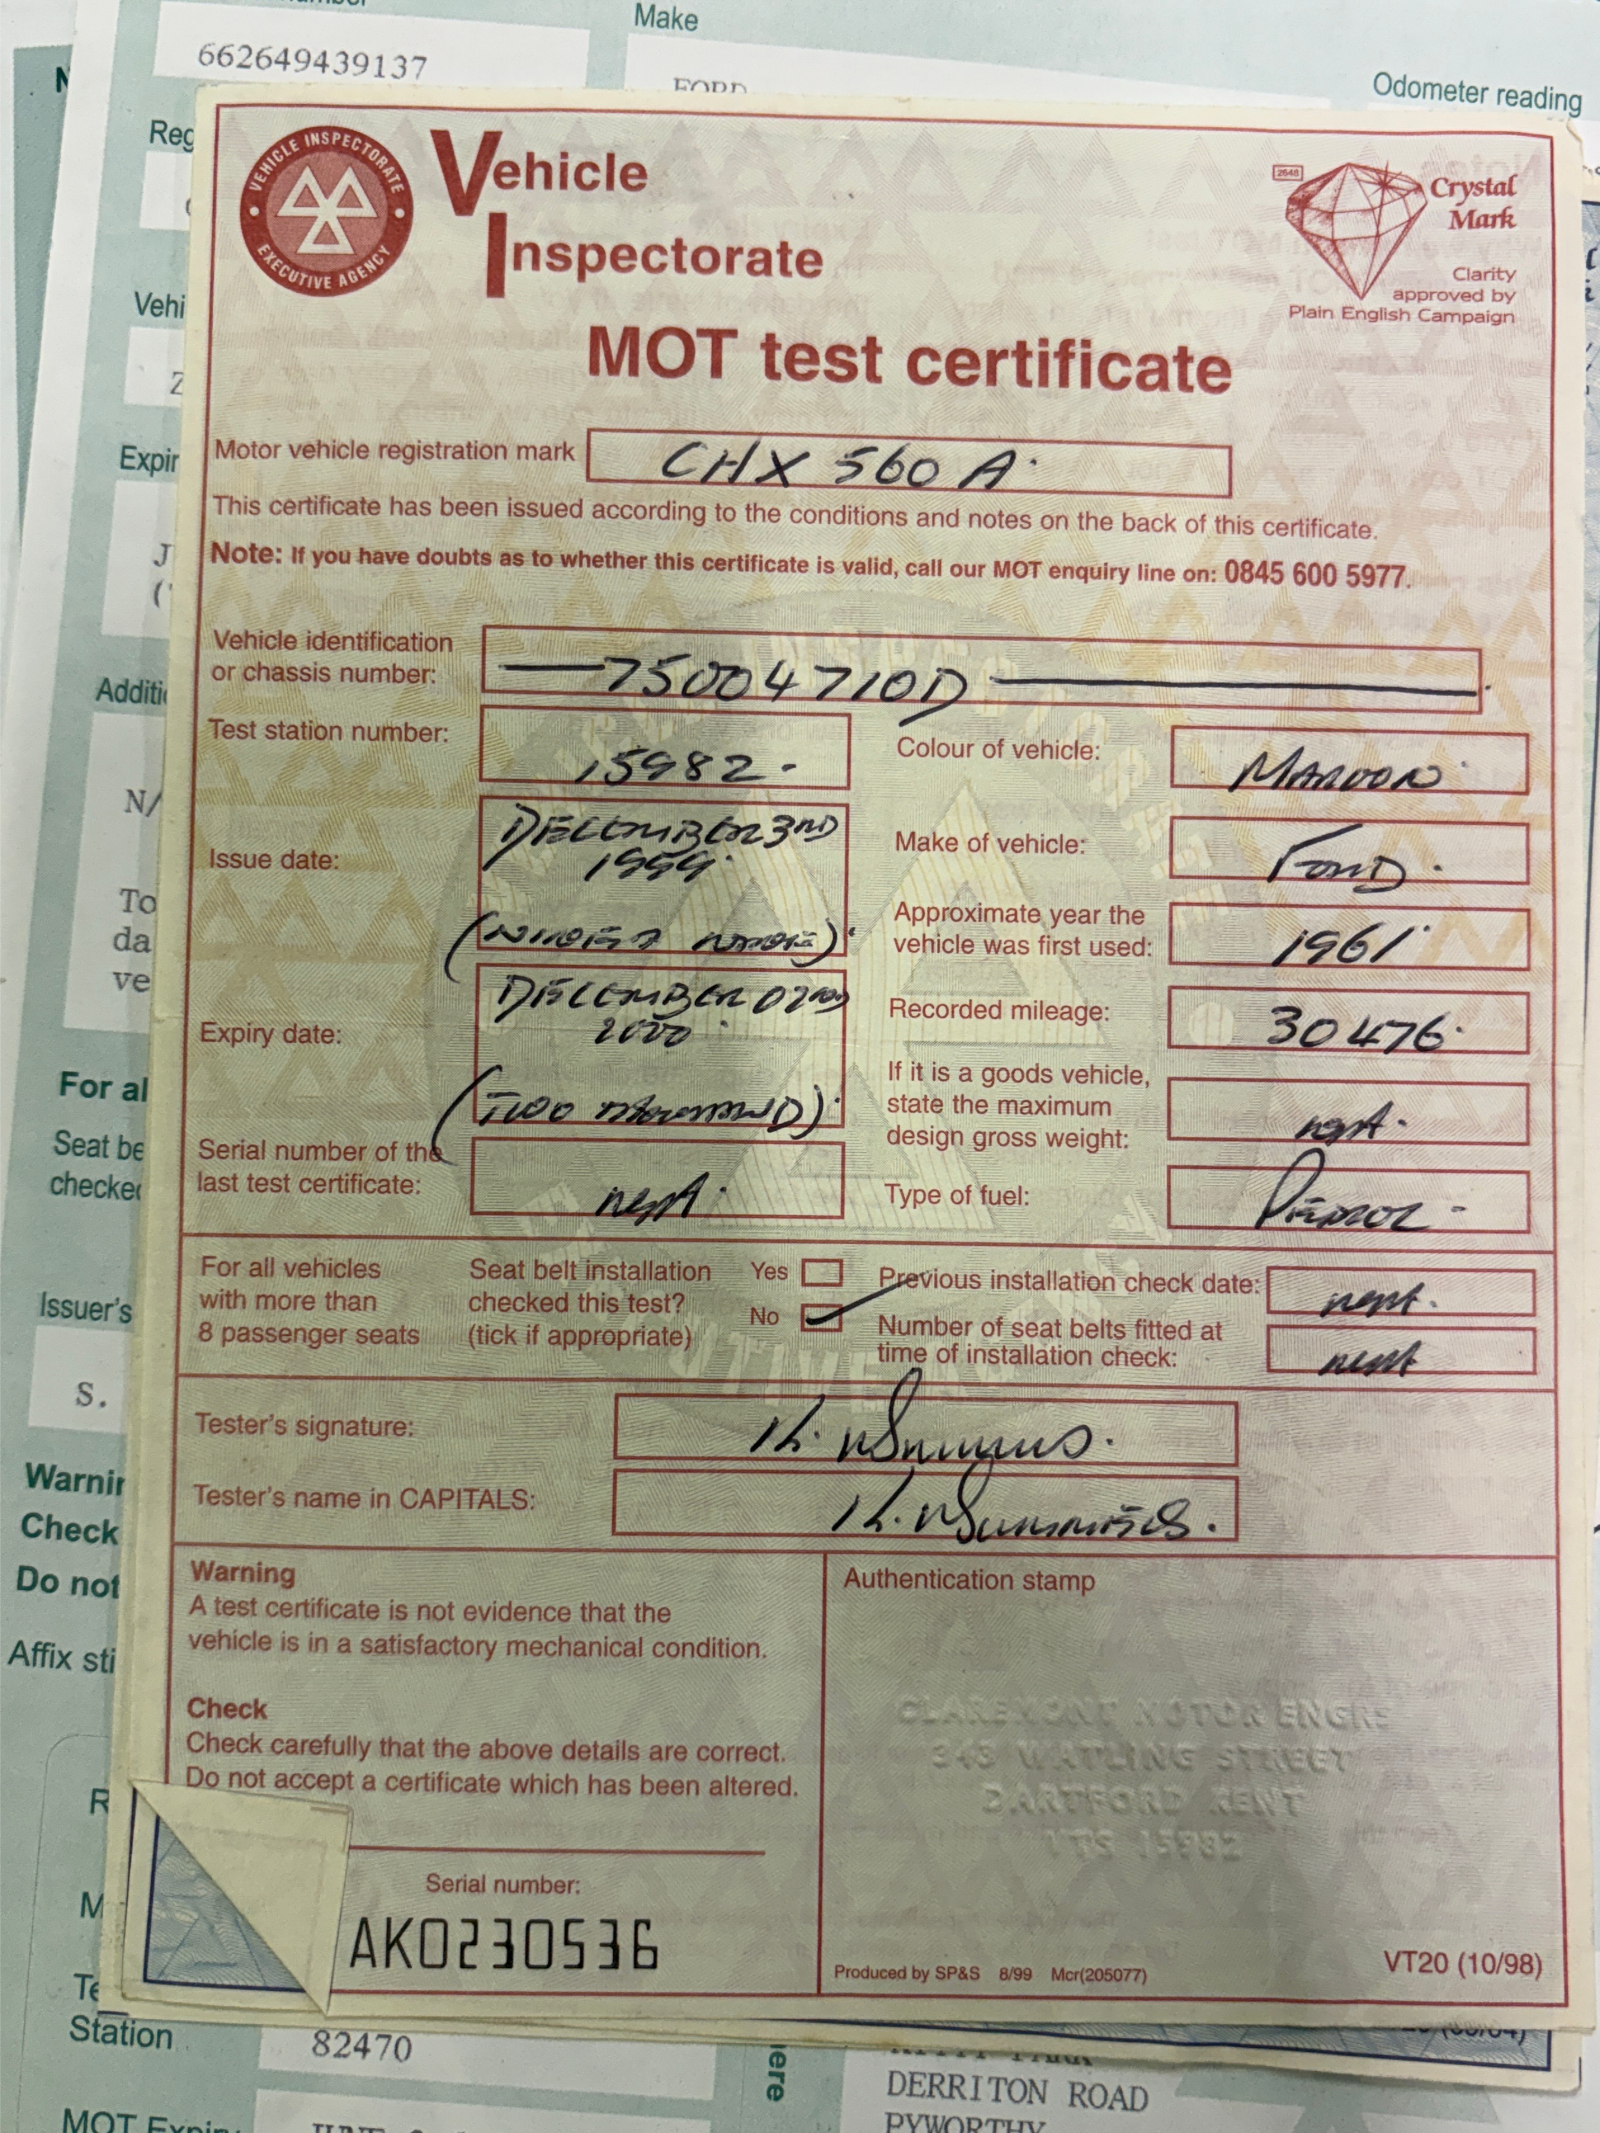 Make
662649439137
FORD
Odometer reading
VEHICLE INSPECTORATE
EXECUTIVE AGENCY
Vehicle
Inspectorate
2648
Crystal
Mark
Clarity
approved by
Plain English Campaign
MOT test certificate
Motor vehicle registration mark CHX 560 A.
This certificate has been issued according to the conditions and notes on the back of this certificate.
Note: If you have doubts as to whether this certificate is valid, call our MOT enquiry line on: 0845 600 5977.
Vehicle identification
or chassis number: 75004710D
Test station number: 15982.
Colour of vehicle: MAROON.
Issue date: DECEMBER 3RD
1999.
Make of vehicle: FORD.
Approximate year the
vehicle was first used: 1961.
Expiry date: DECEMBER 02ND
2000.
(TWO THOUSAND).
Recorded mileage: 30476.
If it is a goods vehicle,
state the maximum
design gross weight:
Serial number of the
last test certificate:
Type of fuel: PETROL.
For all vehicles
with more than
8 passenger seats
Seat belt installation
checked this test?
(tick if appropriate)
Yes
No
Previous installation check date:
Number of seat belts fitted at
time of installation check:
Tester's signature:
Tester's name in CAPITALS:
Warning
A test certificate is not evidence that the
vehicle is in a satisfactory mechanical condition.
Check
Check carefully that the above details are correct.
Do not accept a certificate which has been altered.
Serial number:
AK0230536
Authentication stamp
CLAREMONT MOTOR ENGRS
343 WATLING STREET
DARTFORD KENT
VTS 15982
Produced by SP&S 8/99 Mcr(205077)
VT20 (10/98)
Reg
Vehi
Expir
Additi
N/
To
da
ve
For al
Seat be
checked
Issuer's
S.
Warnin
Check
Do not
Affix sti
Station
82470
ere
DERRITON ROAD
PYWORTHY
MOT Expiry